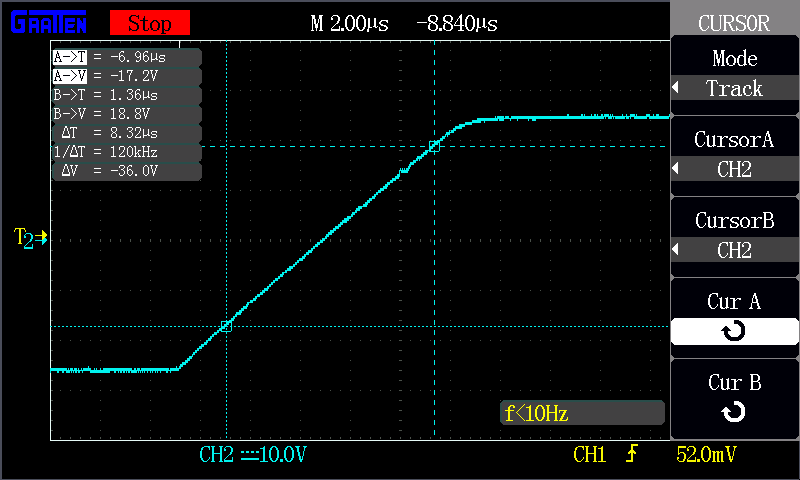 GRATTEN Stop M 2.00µs -8.840µs CURSOR
A->T = -6.96µs
A->V = -17.2V
B->T = 1.36µs
B->V = 18.8V
ΔT = 8.32µs
1/ΔT = 120kHz
ΔV = -36.0V
Mode
Track
CursorA
CH2
CursorB
CH2
Cur A
Cur B
T
2
f<10Hz
CH2 10.0V CH1 52.0mV